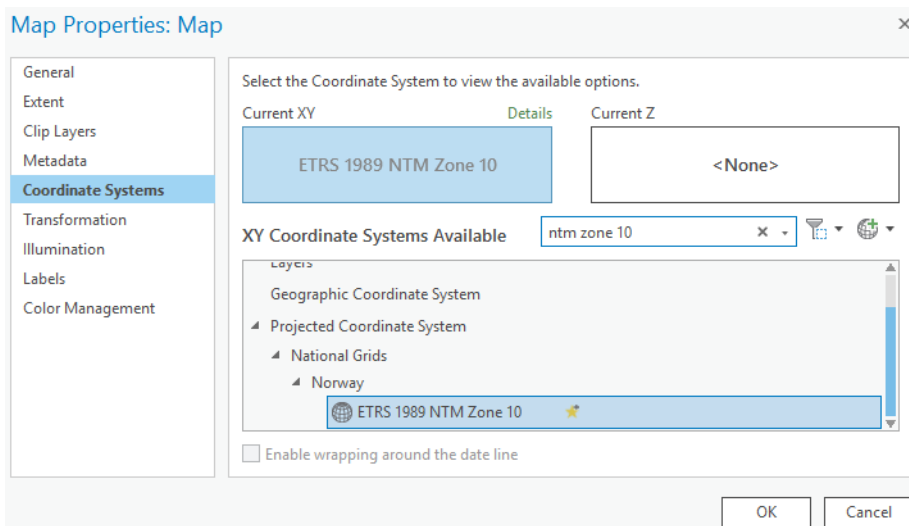 Map Properties: Map
General
Extent
Clip Layers
Metadata
Coordinate Systems
Transformation
Illumination
Labels
Color Management
Select the Coordinate System to view the available options.
Current XY Details Current Z
ETRS 1989 NTM Zone 10 <None>
XY Coordinate Systems Available ntm zone 10
Layers
Geographic Coordinate System
Projected Coordinate System
National Grids
Norway
ETRS 1989 NTM Zone 10
Enable wrapping around the date line
OK Cancel